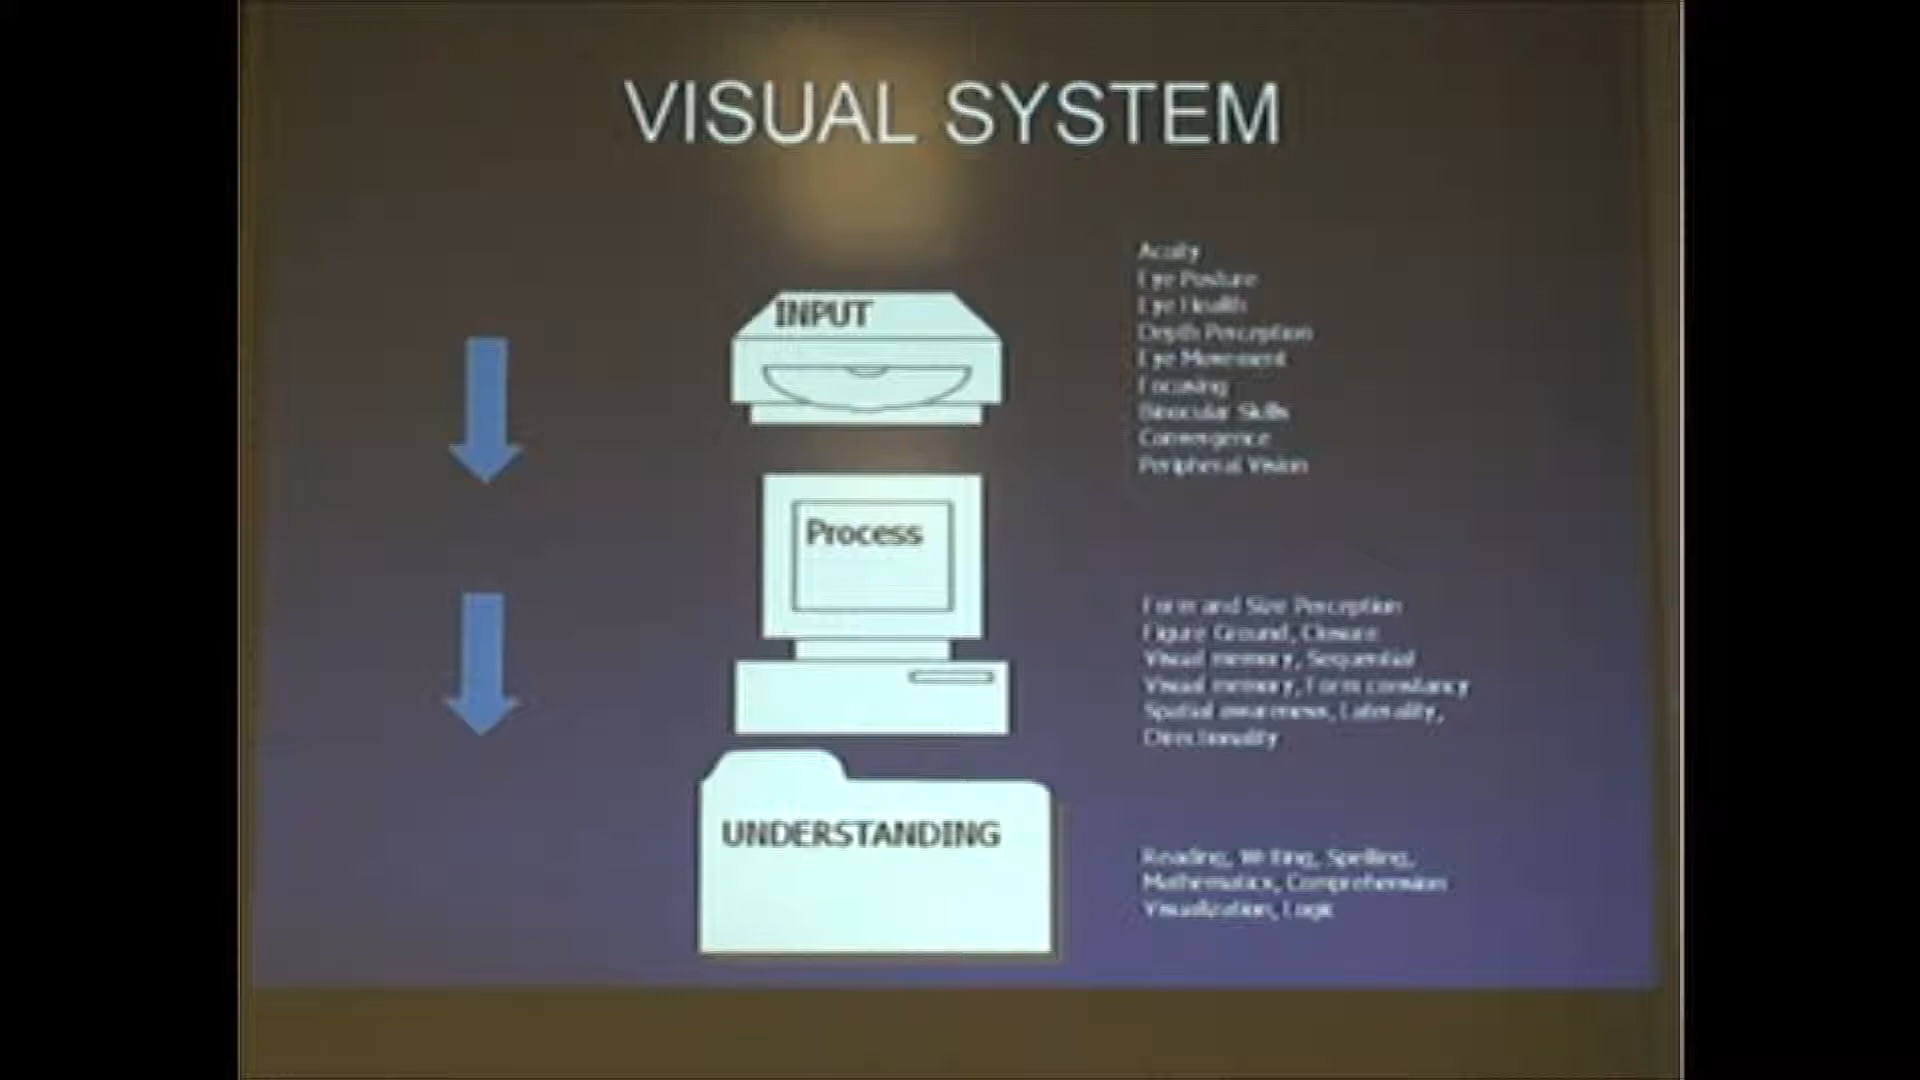 VISUAL SYSTEM
INPUT
Acuity
Eye Posture
Eye Health
Depth Perception
Eye Movement
Focusing
Binocular Skills
Convergence
Peripheral Vision
Process
Form and Size Perception
Figure Ground, Closure
Visual memory, Sequential
Visual memory, Form constancy
Spatial awareness, Laterality,
Directionality
UNDERSTANDING
Reading, Writing, Spelling,
Mathematics, Comprehension
Visualization, Logic